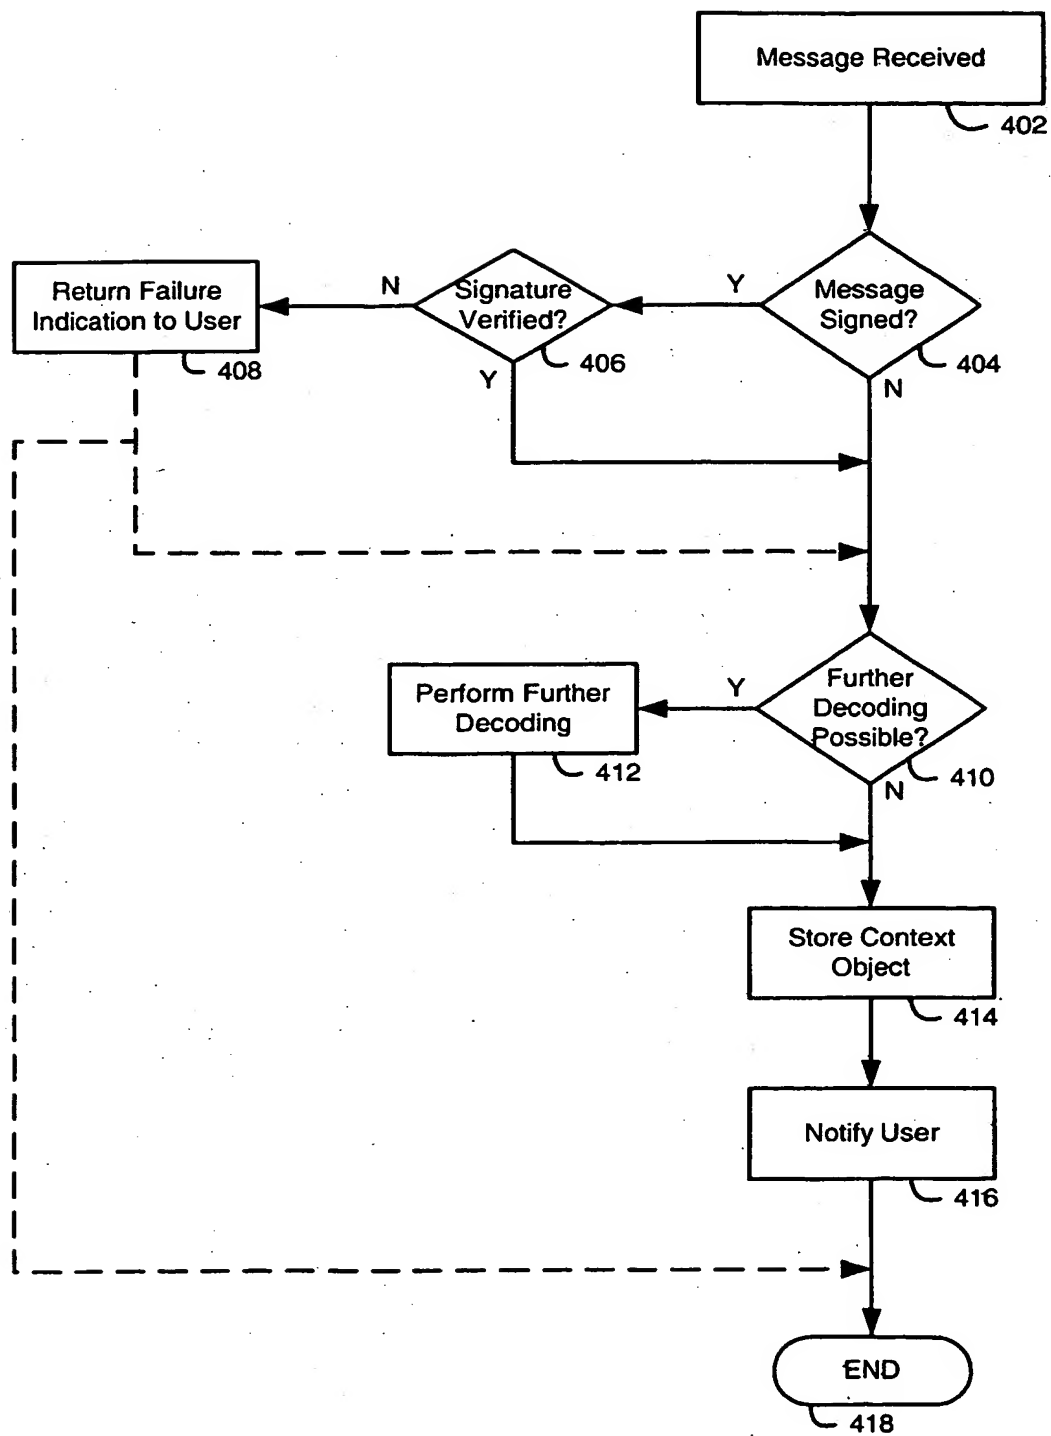 Message Received
402
Return Failure
Indication to User
408
N
Signature
Verified?
406
Y
Y
Message
Signed?
404
N
Perform Further
Decoding
412
Y
Further
Decoding
Possible?
410
N
Store Context
Object
414
Notify User
416
END
418